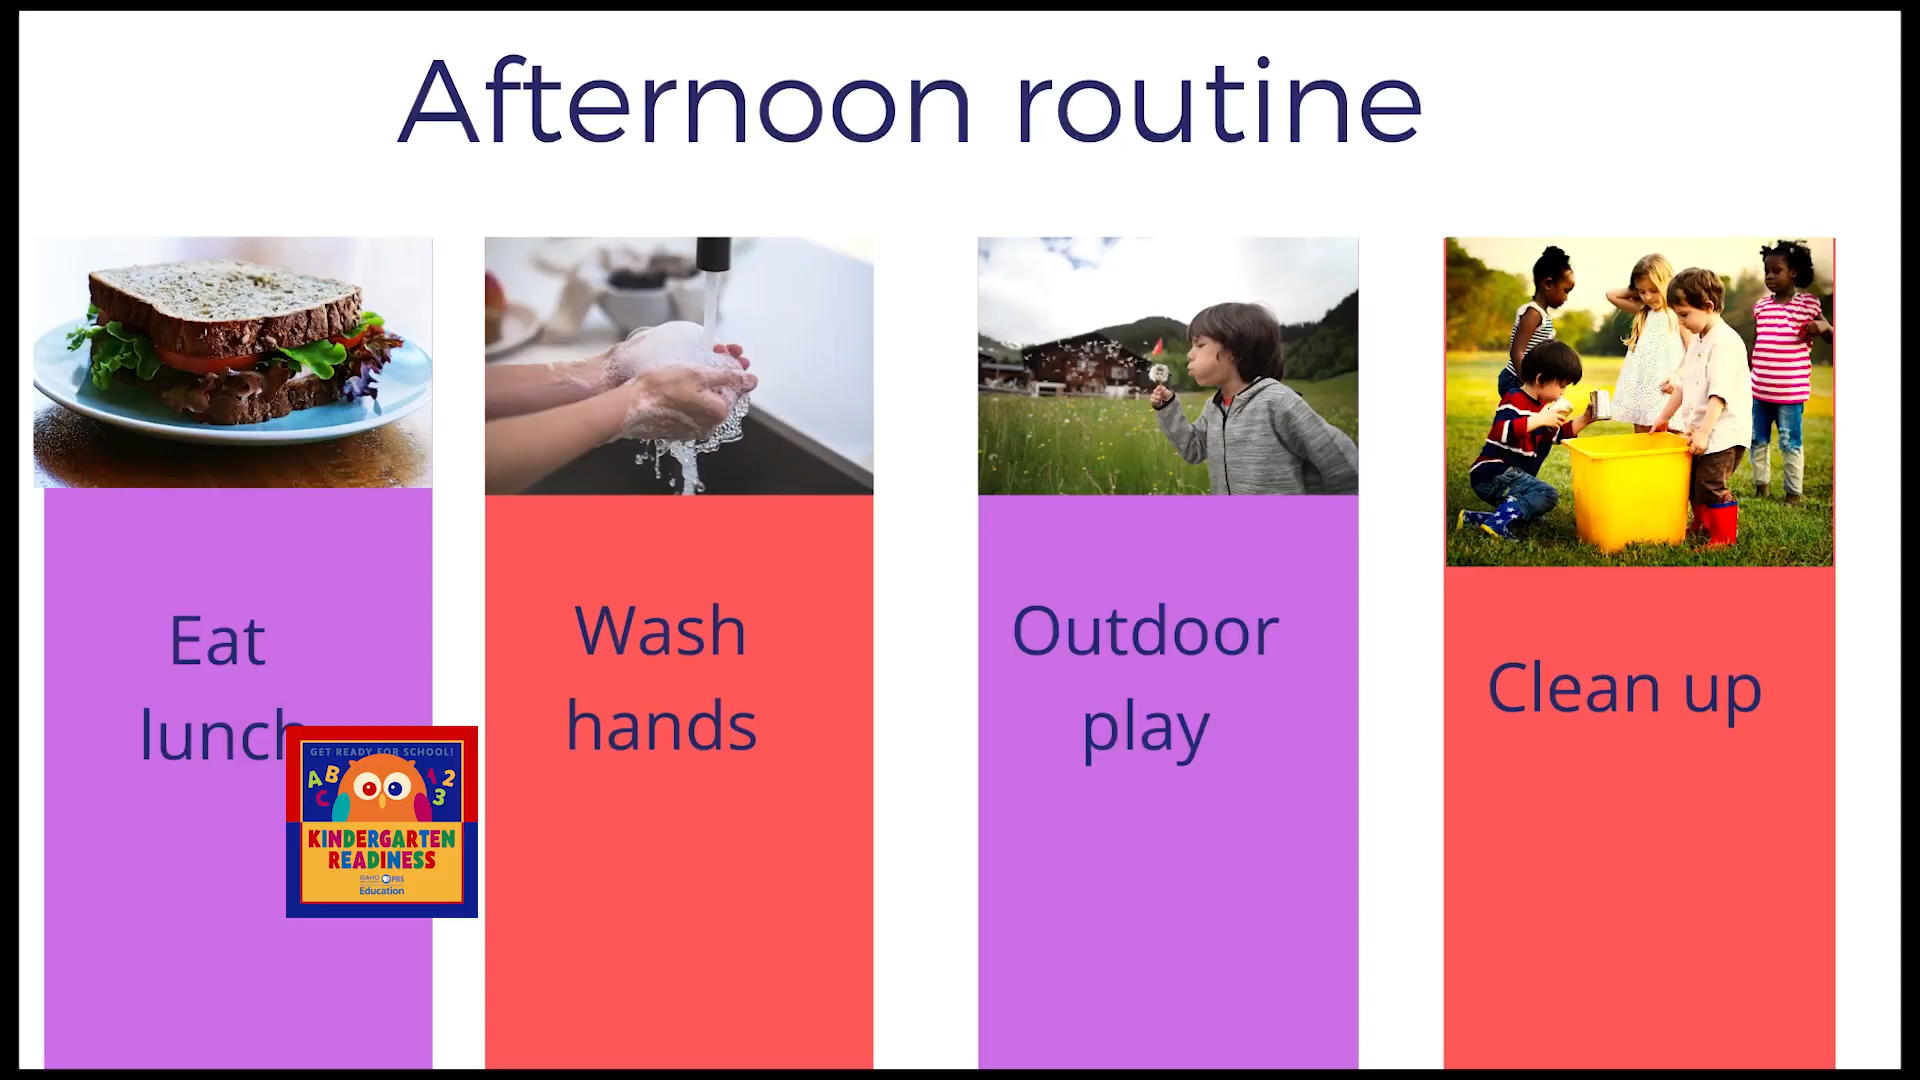 Afternoon routine
Eat
lunch
Wash
hands
Outdoor
play
Clean up
GET READY FOR SCHOOL!
A B C
1 2 3
KINDERGARTEN
READINESS
IDAHO PBS
Education